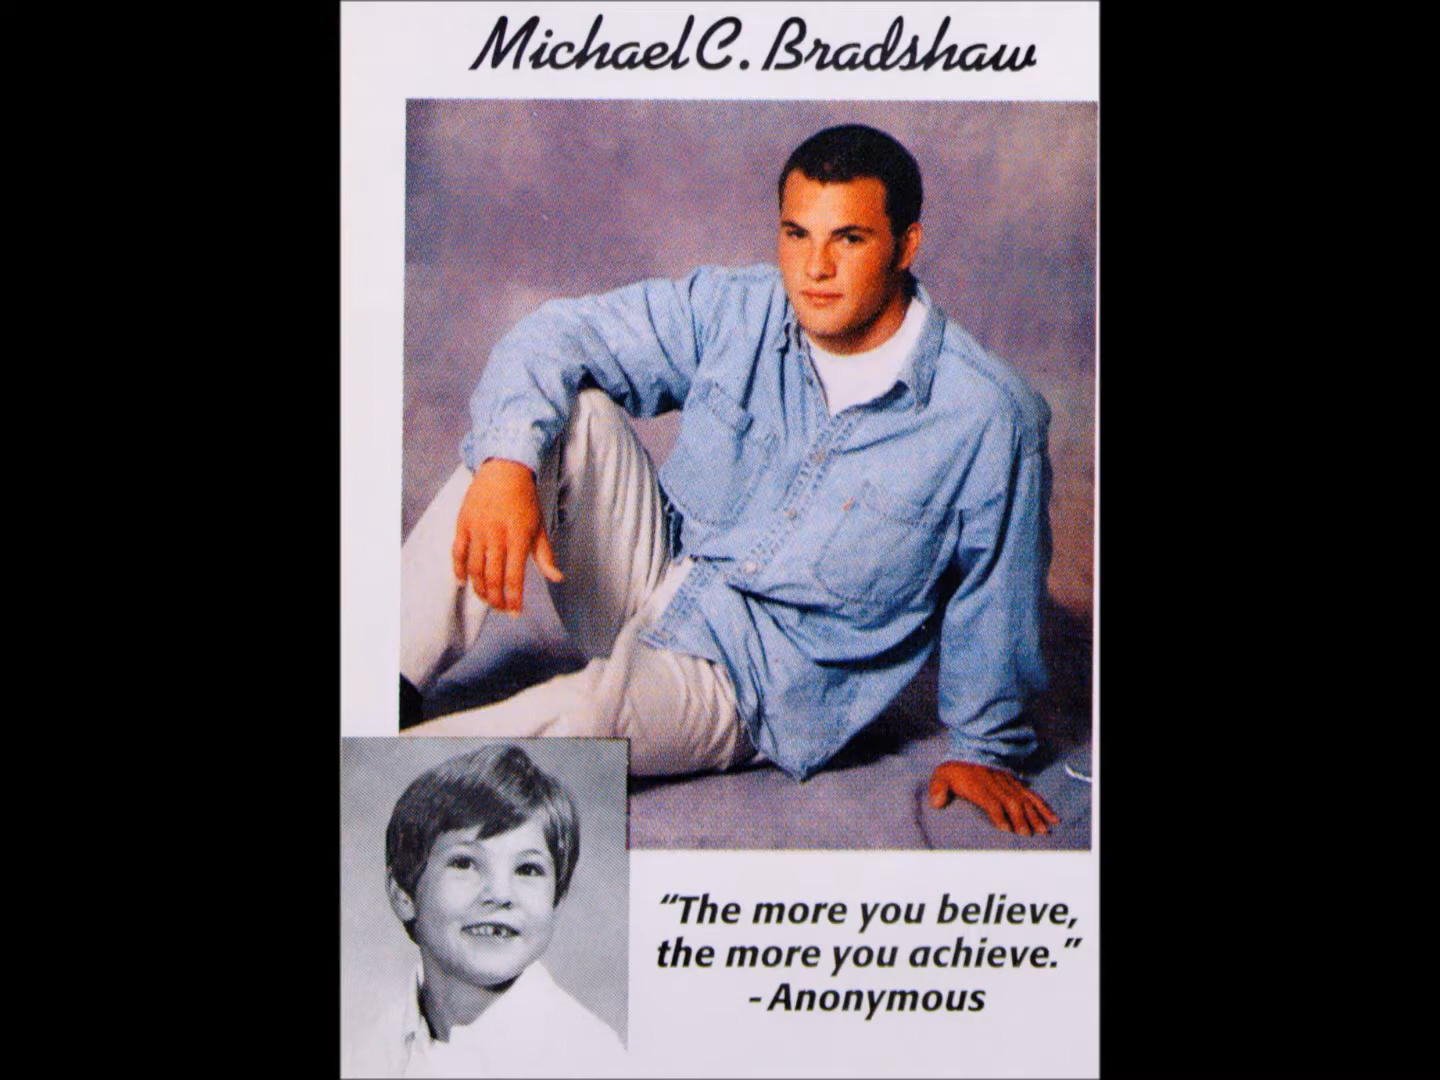 Michael C. Bradshaw
“The more you believe,
the more you achieve.”
- Anonymous